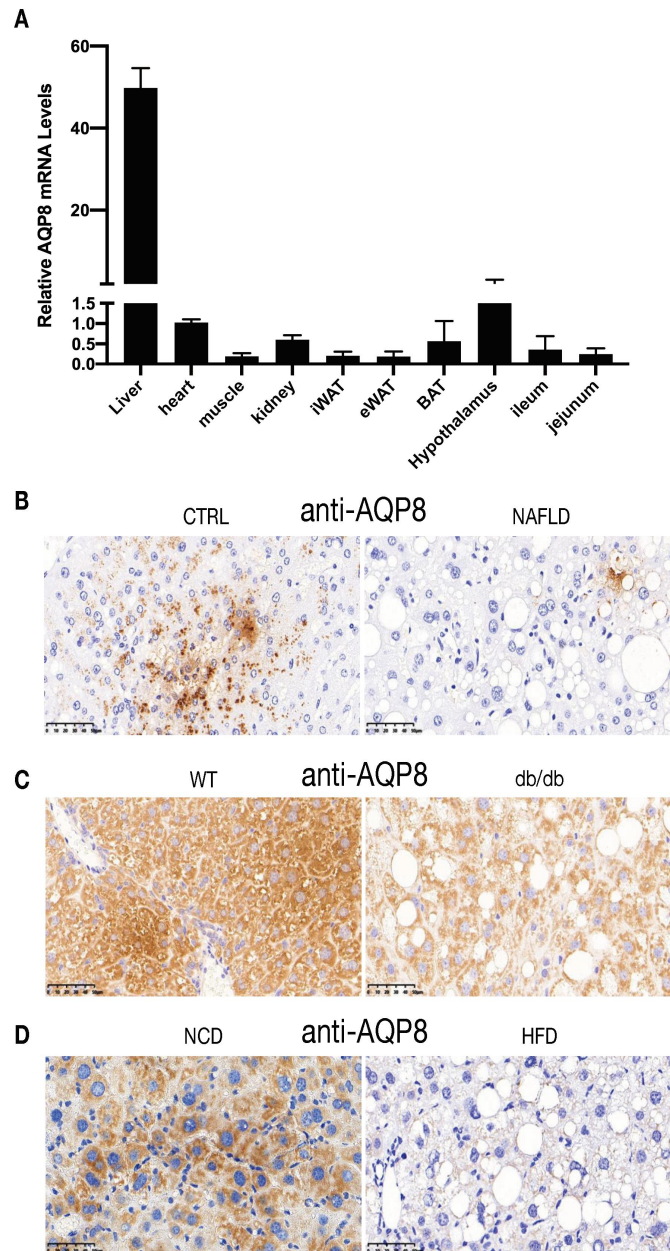 A
Relative AQP8 mRNA Levels
60
40
20
1.5
1.0
0.5
0.0
Liver
heart
muscle
kidney
iWAT
eWAT
BAT
Hypothalamus
ileum
jejunum
B
CTRL anti-AQP8 NAFLD
C
WT anti-AQP8 db/db
D
NCD anti-AQP8 HFD